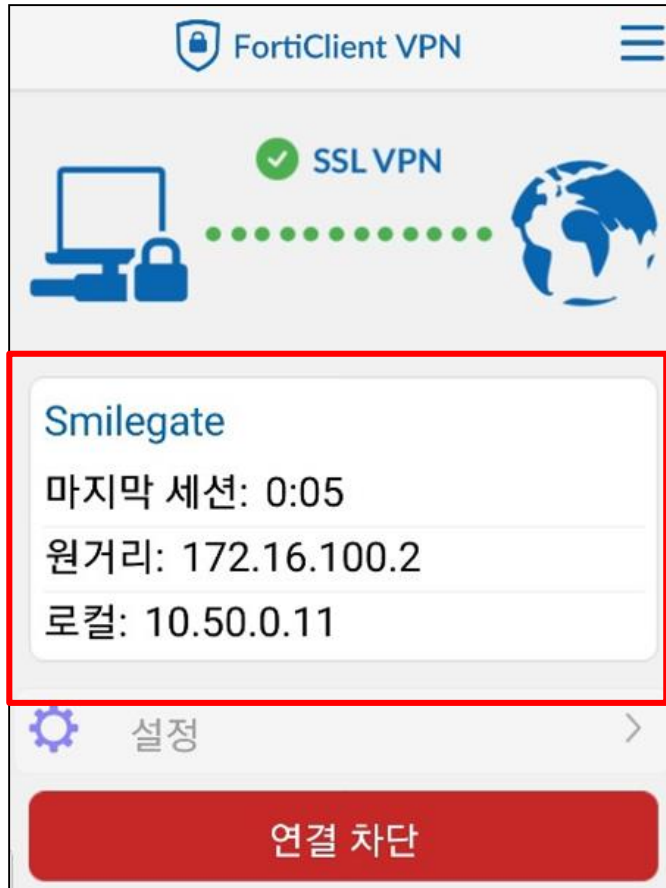 FortiClient VPN
SSL VPN
Smilegate
마지막 세션: 0:05
원거리: 172.16.100.2
로컬: 10.50.0.11
설정
연결 차단